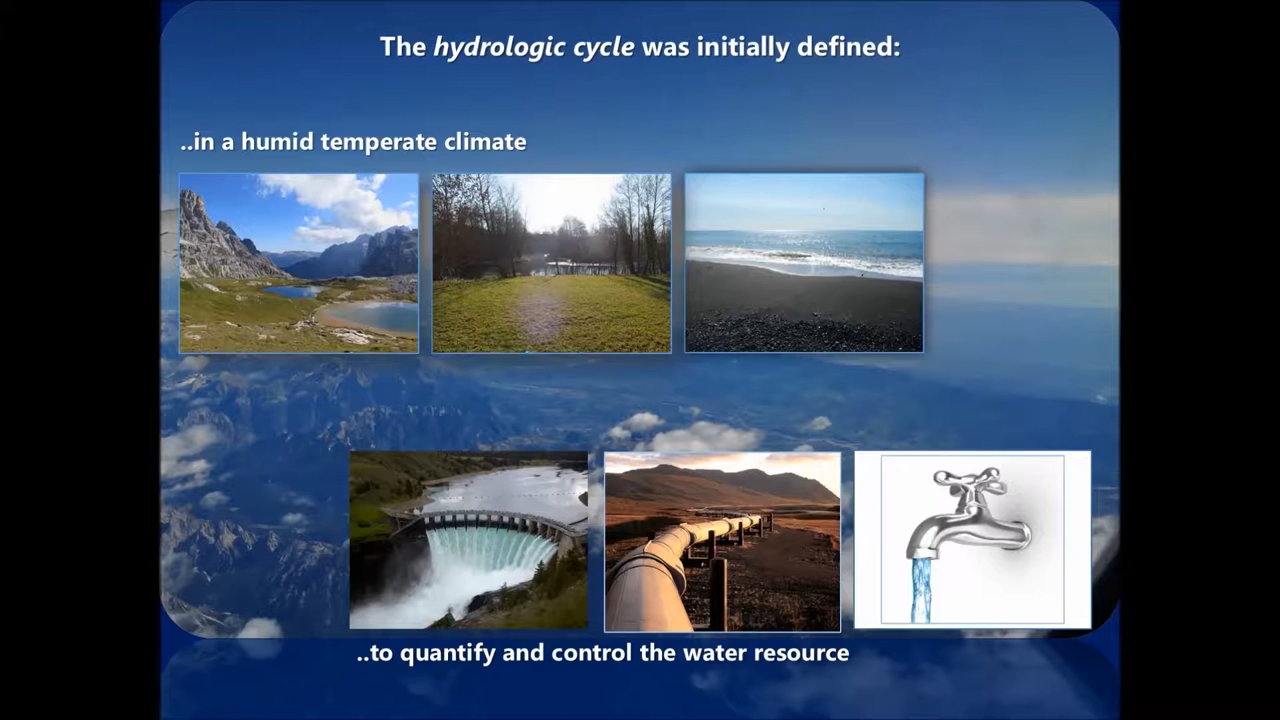 The hydrologic cycle was initially defined:
..in a humid temperate climate
..to quantify and control the water resource